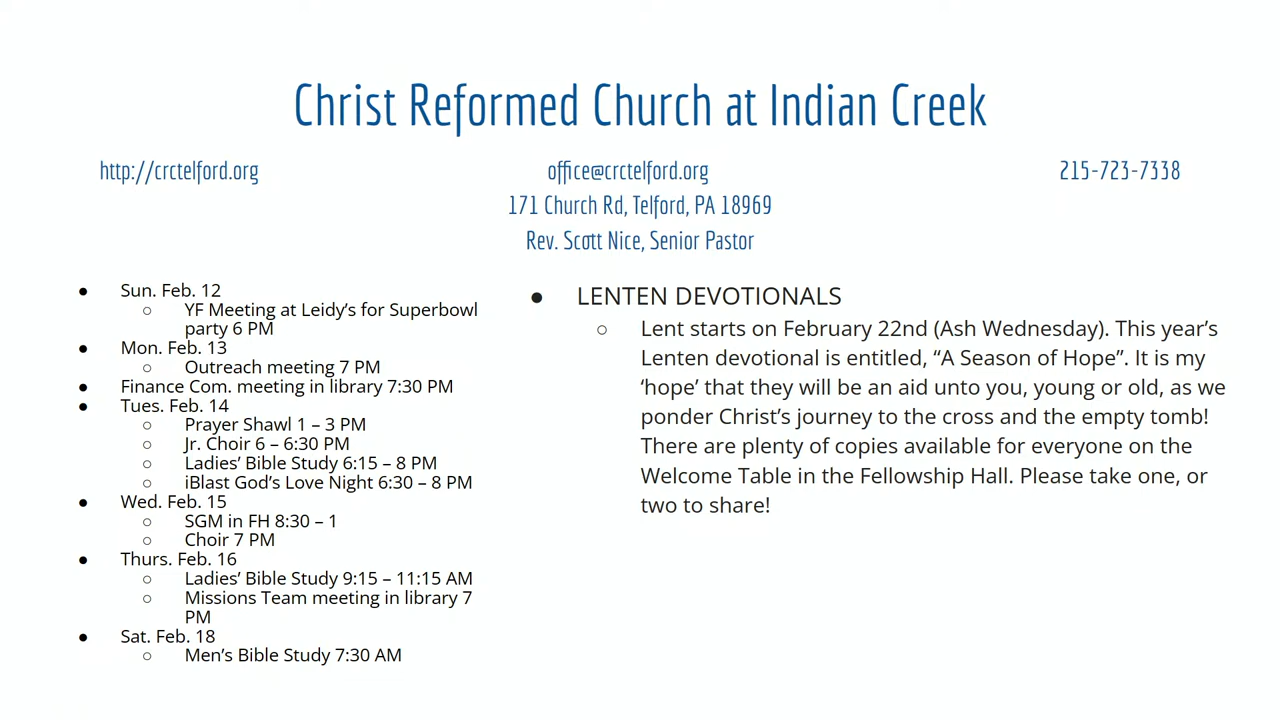 Christ Reformed Church at Indian Creek
http://crctelford.org office@crctelford.org 215-723-7338
171 Church Rd, Telford, PA 18969
Rev. Scott Nice, Senior Pastor
● Sun. Feb. 12
○ YF Meeting at Leidy’s for Superbowl
party 6 PM
● Mon. Feb. 13
○ Outreach meeting 7 PM
● Finance Com. meeting in library 7:30 PM
● Tues. Feb. 14
○ Prayer Shawl 1 – 3 PM
○ Jr. Choir 6 – 6:30 PM
○ Ladies’ Bible Study 6:15 – 8 PM
○ iBlast God’s Love Night 6:30 – 8 PM
● Wed. Feb. 15
○ SGM in FH 8:30 – 1
○ Choir 7 PM
● Thurs. Feb. 16
○ Ladies’ Bible Study 9:15 – 11:15 AM
○ Missions Team meeting in library 7
PM
● Sat. Feb. 18
○ Men’s Bible Study 7:30 AM
● LENTEN DEVOTIONALS
○ Lent starts on February 22nd (Ash Wednesday). This year’s
Lenten devotional is entitled, “A Season of Hope”. It is my
‘hope’ that they will be an aid unto you, young or old, as we
ponder Christ’s journey to the cross and the empty tomb!
There are plenty of copies available for everyone on the
Welcome Table in the Fellowship Hall. Please take one, or
two to share!